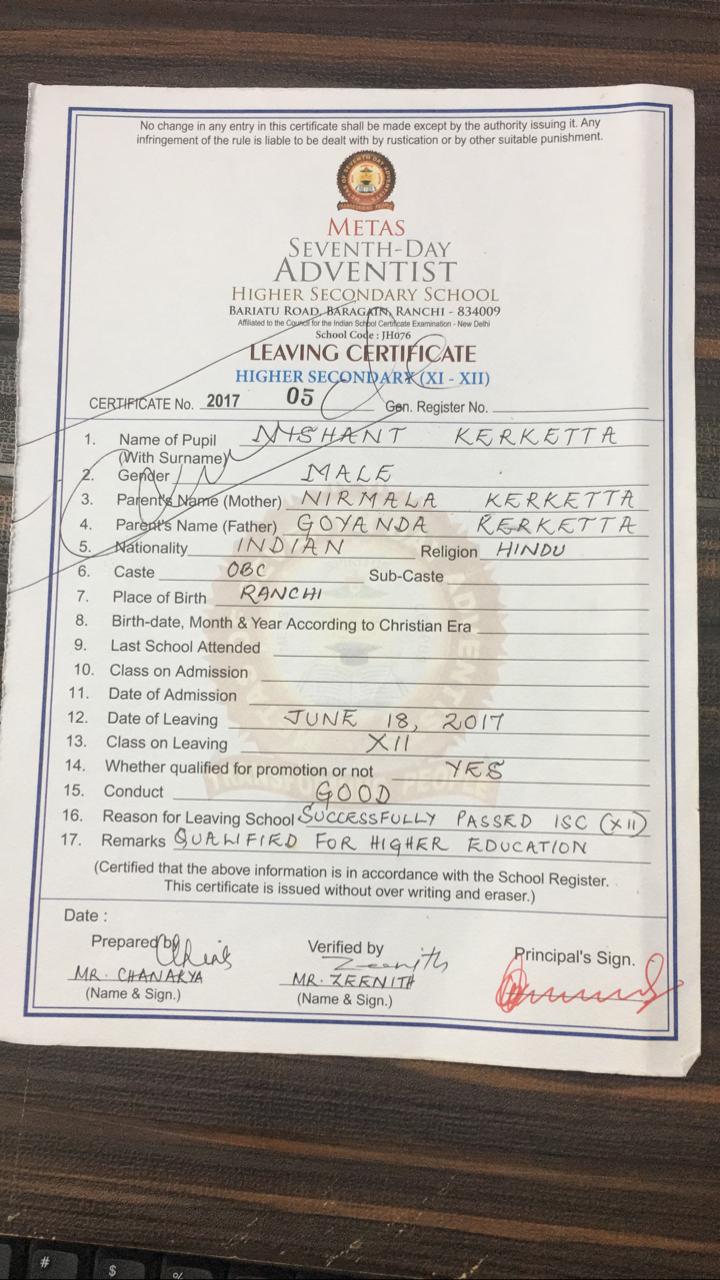 No change in any entry in this certificate shall be made except by the authority issuing it. Any
infringement of the rule is liable to be dealt with by rustication or by other suitable punishment.
METAS
SEVENTH-DAY
ADVENTIST
HIGHER SECONDARY SCHOOL
BARIATU ROAD, BARAGAIN, RANCHI - 834009
Affiliated to the Council for the Indian School Certificate Examination - New Delhi
School Code : JH076
LEAVING CERTIFICATE
HIGHER SECONDARY (XI - XII)
CERTIFICATE No. 2017 05 Gen. Register No.
1. Name of Pupil NISHANT KERKETTA
(With Surname)
2. Gender MALE
3. Parent's Name (Mother) NIRMALA KERKETTA
4. Parent's Name (Father) GOYANDA KERKETTA
5. Nationality INDIAN Religion HINDU
6. Caste OBC Sub-Caste
7. Place of Birth RANCHI
8. Birth-date, Month & Year According to Christian Era
9. Last School Attended
10. Class on Admission
11. Date of Admission
12. Date of Leaving JUNE 18, 2017
13. Class on Leaving XII
14. Whether qualified for promotion or not YES
15. Conduct GOOD
16. Reason for Leaving School SUCCESSFULLY PASSED ISC (XII)
17. Remarks QUALIFIED FOR HIGHER EDUCATION
(Certified that the above information is in accordance with the School Register.
This certificate is issued without over writing and eraser.)
Date :
Prepared by Verified by Zeenith Principal's Sign.
MR. CHANARYA MR. ZEENITH
(Name & Sign.) (Name & Sign.)
#
$
%